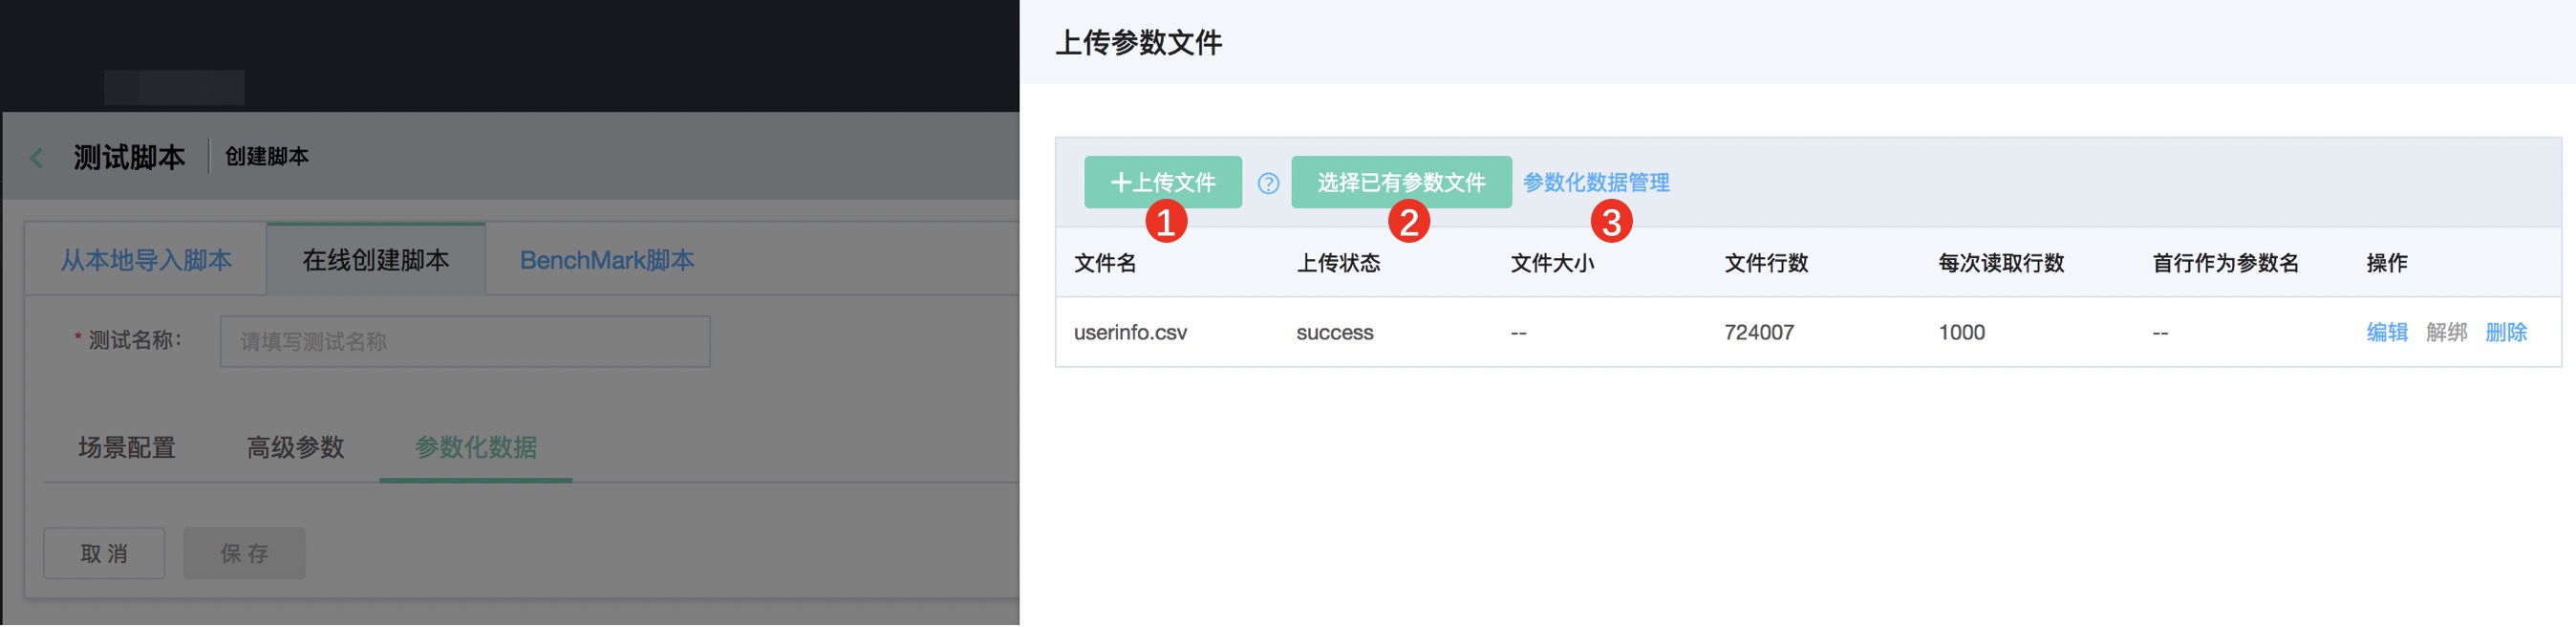 上传参数文件
测试脚本 创建脚本
+上传文件 ? 选择已有参数文件 参数化数据管理
1 2 3
从本地导入脚本 在线创建脚本 BenchMark脚本
文件名 上传状态 文件大小 文件行数 每次读取行数 首行作为参数名 操作
userinfo.csv success -- 724007 1000 -- 编辑 解绑 删除
* 测试名称: 请填写测试名称
场景配置 高级参数 参数化数据
取 消 保 存